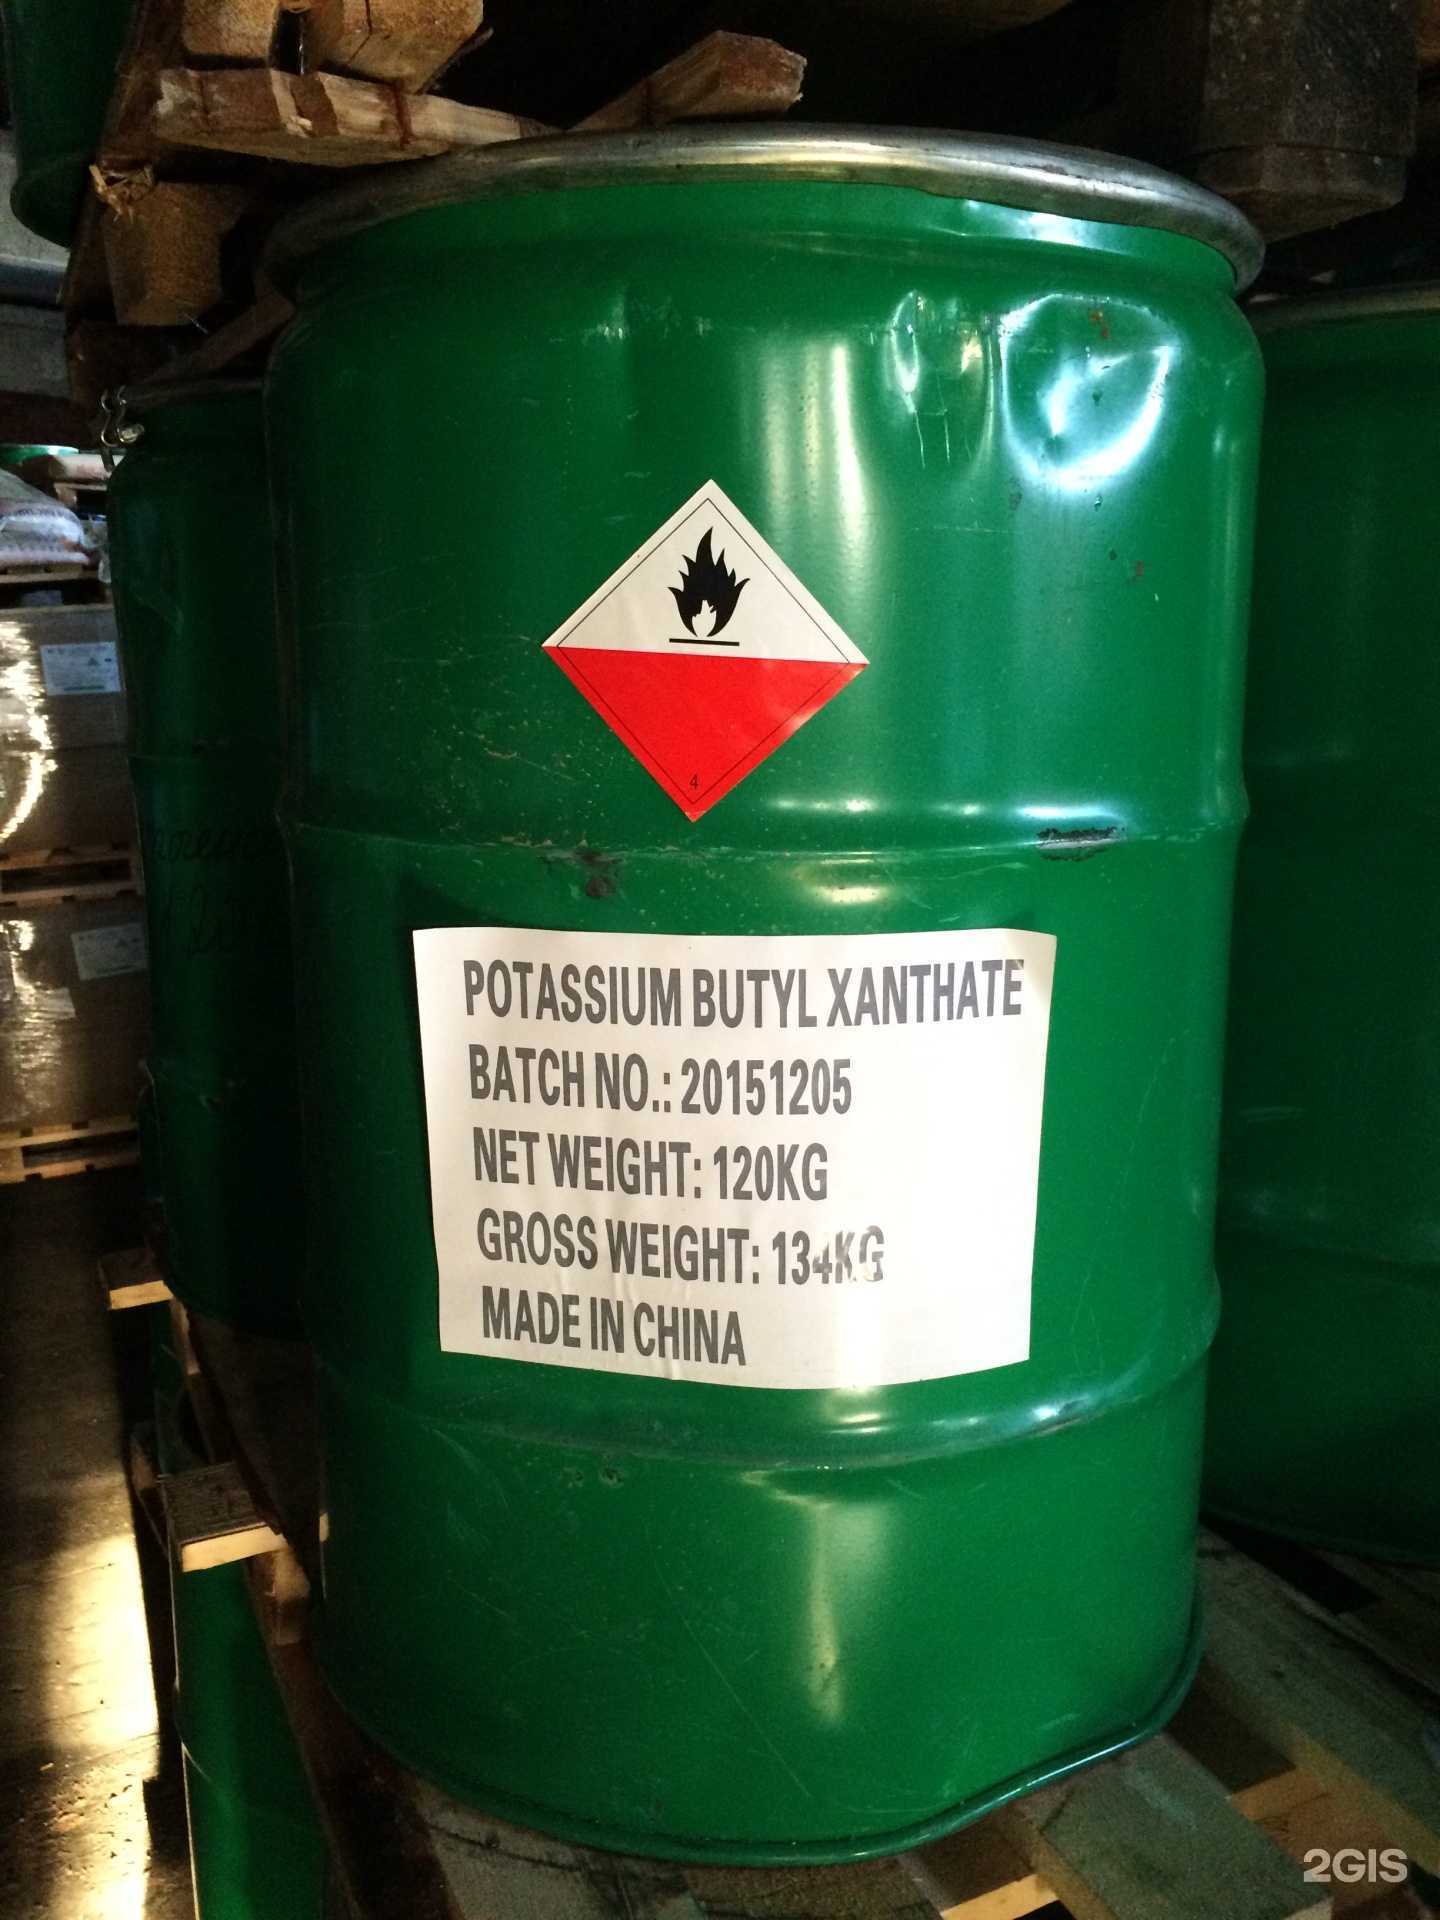 4
POTASSIUM BUTYL XANTHATE
BATCH NO.: 20151205
NET WEIGHT: 120KG
GROSS WEIGHT: 134KG
MADE IN CHINA
2GIS